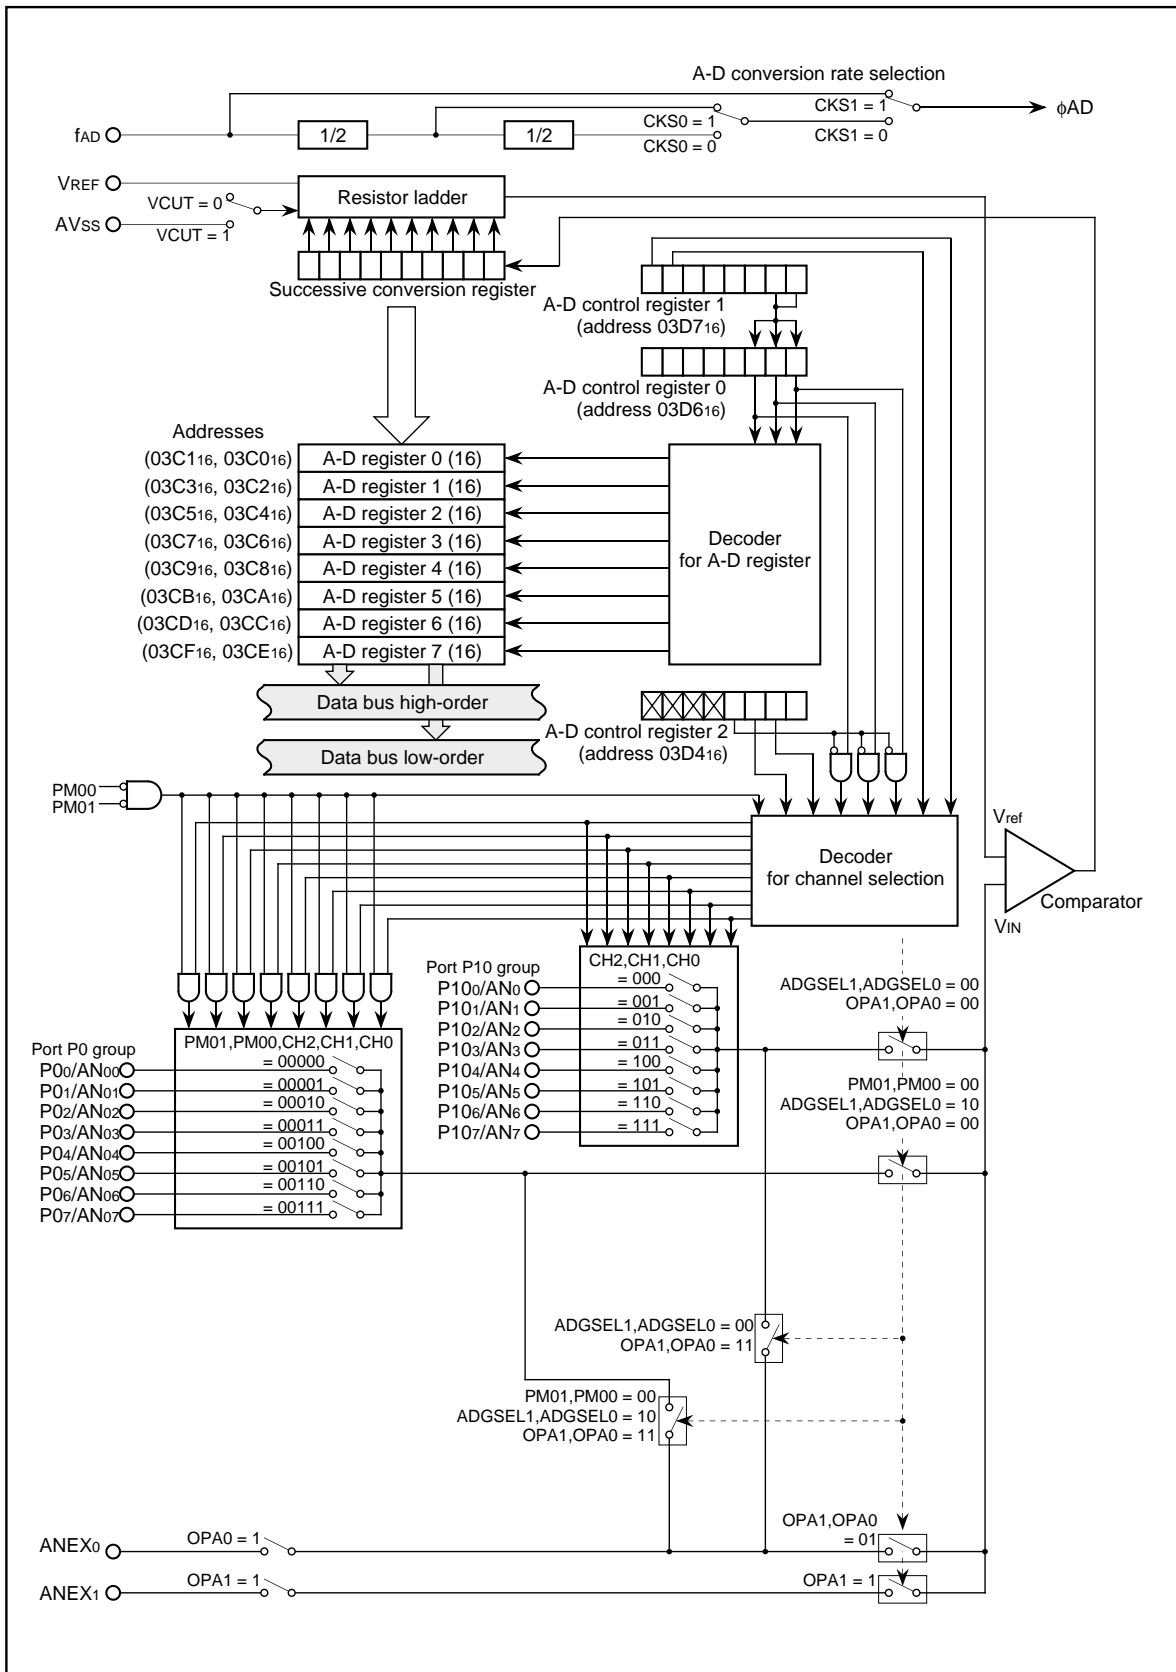 A-D conversion rate selection
CKS1 = 1
φAD
CKS0 = 1
fAD
1/2
1/2
CKS1 = 0
CKS0 = 0
VREF
Resistor ladder
VCUT = 0
AVSS
VCUT = 1
Successive conversion register
A-D control register 1
(address 03D716)
A-D control register 0
(address 03D616)
Addresses
(03C116, 03C016)
A-D register 0 (16)
(03C316, 03C216)
A-D register 1 (16)
(03C516, 03C416)
A-D register 2 (16)
(03C716, 03C616)
A-D register 3 (16)
(03C916, 03C816)
A-D register 4 (16)
(03CB16, 03CA16)
A-D register 5 (16)
(03CD16, 03CC16)
A-D register 6 (16)
(03CF16, 03CE16)
A-D register 7 (16)
Decoder
for A-D register
Data bus high-order
Data bus low-order
A-D control register 2
(address 03D416)
PM00
PM01
Decoder
for channel selection
Vref
VIN
Comparator
Port P10 group
CH2,CH1,CH0
P100/AN0
= 000
P101/AN1
= 001
P102/AN2
= 010
P103/AN3
= 011
P104/AN4
= 100
P105/AN5
= 101
P106/AN6
= 110
P107/AN7
= 111
ADGSEL1,ADGSEL0 = 00
OPA1,OPA0 = 00
Port P0 group
PM01,PM00,CH2,CH1,CH0
P00/AN00
= 00000
P01/AN01
= 00001
P02/AN02
= 00010
P03/AN03
= 00011
P04/AN04
= 00100
P05/AN05
= 00101
P06/AN06
= 00110
P07/AN07
= 00111
PM01,PM00 = 00
ADGSEL1,ADGSEL0 = 10
OPA1,OPA0 = 00
ADGSEL1,ADGSEL0 = 00
OPA1,OPA0 = 11
PM01,PM00 = 00
ADGSEL1,ADGSEL0 = 10
OPA1,OPA0 = 11
ANEX0
OPA0 = 1
OPA1,OPA0
= 01
ANEX1
OPA1 = 1
OPA1 = 1